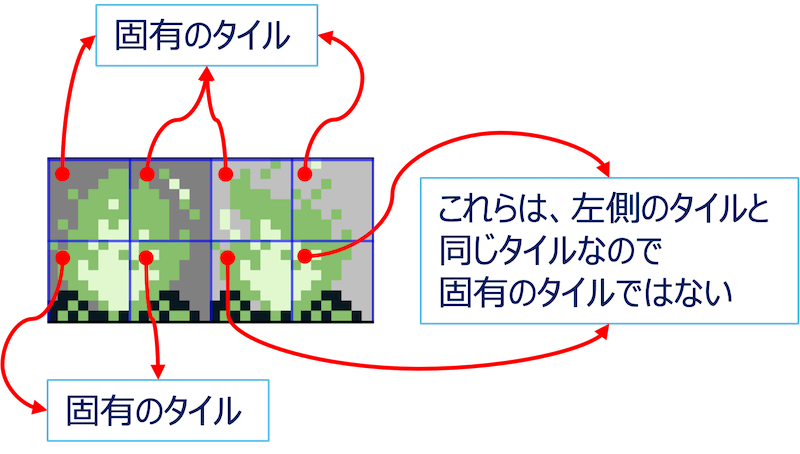 固有のタイル
これらは、左側のタイルと
同じタイルなので
固有のタイルではない
固有のタイル